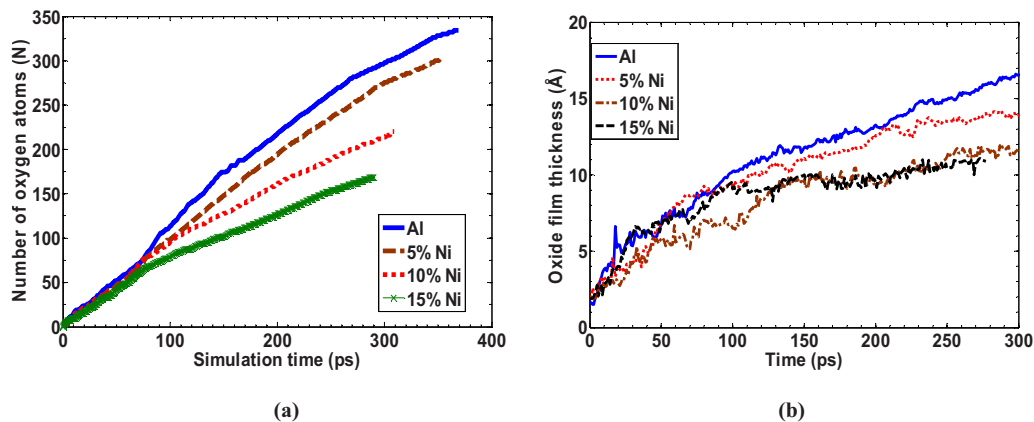 350
300
250
200
150
100
50
0
Number of oxygen atoms (N)
0 100 200 300 400
Simulation time (ps)
Al
5% Ni
10% Ni
15% Ni
(a)
20
15
10
5
0
Oxide film thickness (Å)
0 50 100 150 200 250 300
Time (ps)
Al
5% Ni
10% Ni
15% Ni
(b)